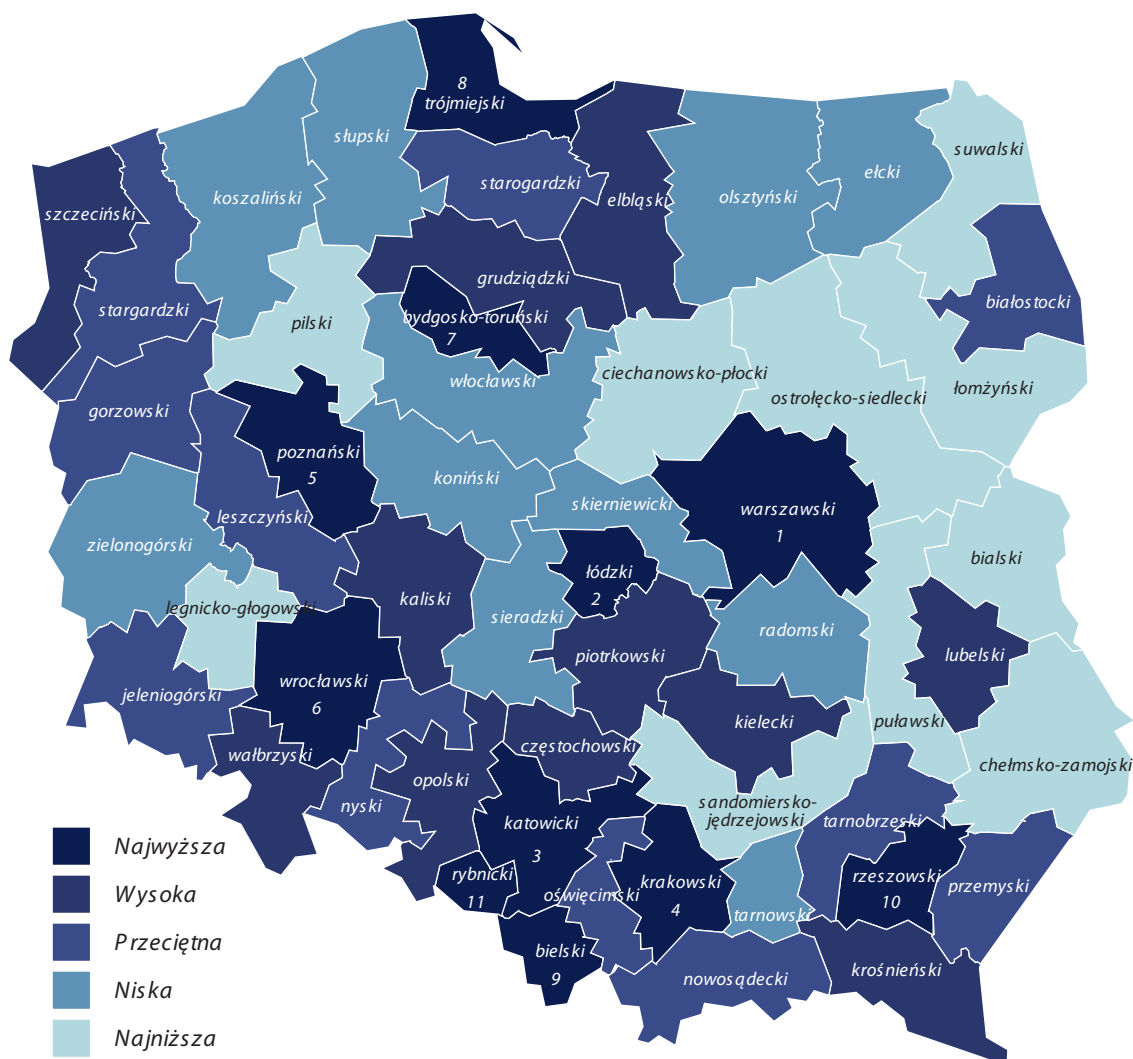 8
trójmiejski
słupski
suwalski
ełcki
starogardzki
koszaliński
olsztyński
elbląski
szczeciński
grudziądzki
białostocki
stargardzki
bydgosko-toruński
7
pilski
ciechanowsko-płocki
włocławski
ostrołęcko-siedlecki
łomżyński
gorzowski
poznański
5
koniński
skierniewicki
warszawski
1
leszczyński
zielonogórski
bialski
łódzki
2
kaliski
legnicko-głogowski
sieradzki
radomski
piotrkowski
lubelski
wrocławski
6
jeleniogórski
kielecki
puławski
częstochowski
wałbrzyski
chełmsko-zamojski
opolski
nyski
sandomiersko-
jędrzejowski
katowicki
3
tarnobrzeski
rybnicki
11
oświęcimski
krakowski
4
rzeszowski
10
przemyski
tarnowski
bielski
9
nowosądecki
krośnieński
Najwyższa
Wysoka
Przeciętna
Niska
Najniższa